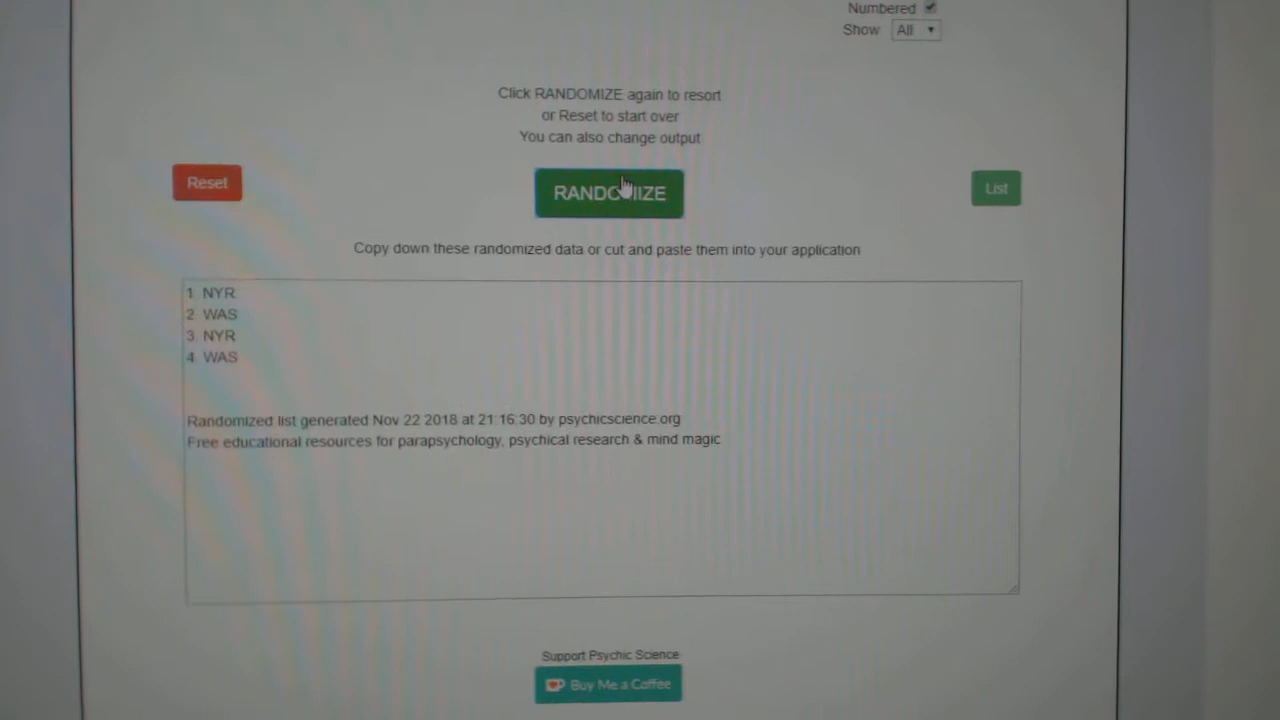 Numbered
Show All
Click RANDOMIZE again to resort
or Reset to start over
You can also change output
Reset
RANDOMIZE
List
Copy down these randomized data or cut and paste them into your application
1. NYR
2. WAS
3. NYR
4. WAS
Randomized list generated Nov 22 2018 at 21:16:30 by psychicscience.org
Free educational resources for parapsychology, psychical research & mind magic
Support Psychic Science
Buy Me a Coffee